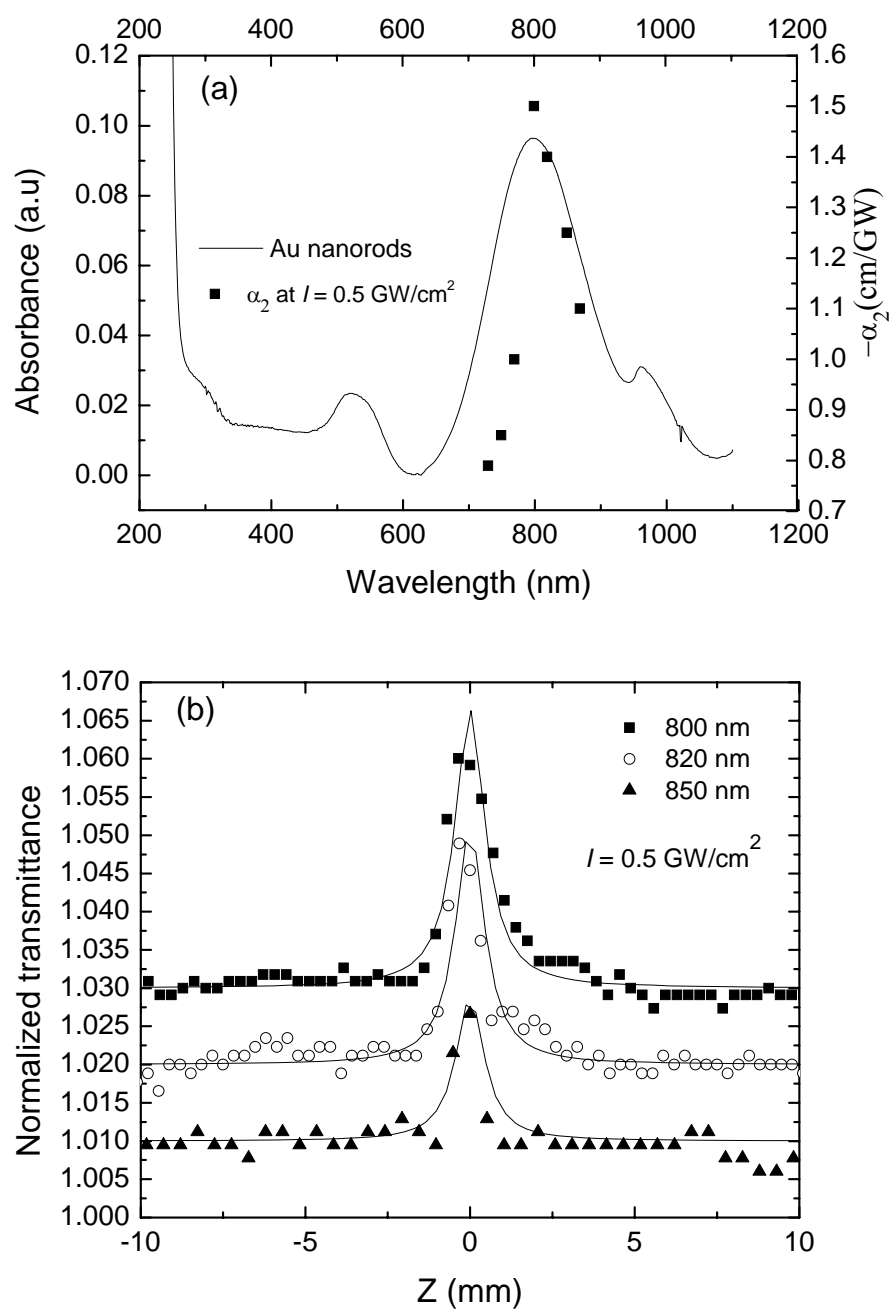 200 400 600 800 1000 1200
0.12 1.6
(a)
0.10 1.5
1.4
0.08 1.3
0.06 1.2
0.04 1.1
1.0
0.02 0.9
0.00 0.8
0.7
Absorbance (a.u)
−α2(cm/GW)
Au nanorods
α2 at I = 0.5 GW/cm2
200 400 600 800 1000 1200
Wavelength (nm)
1.070
(b)
1.065
1.060
1.055
1.050
1.045
1.040
1.035
1.030
1.025
1.020
1.015
1.010
1.005
1.000
Normalized transmittance
800 nm
820 nm
850 nm
I = 0.5 GW/cm2
-10 -5 0 5 10
Z (mm)